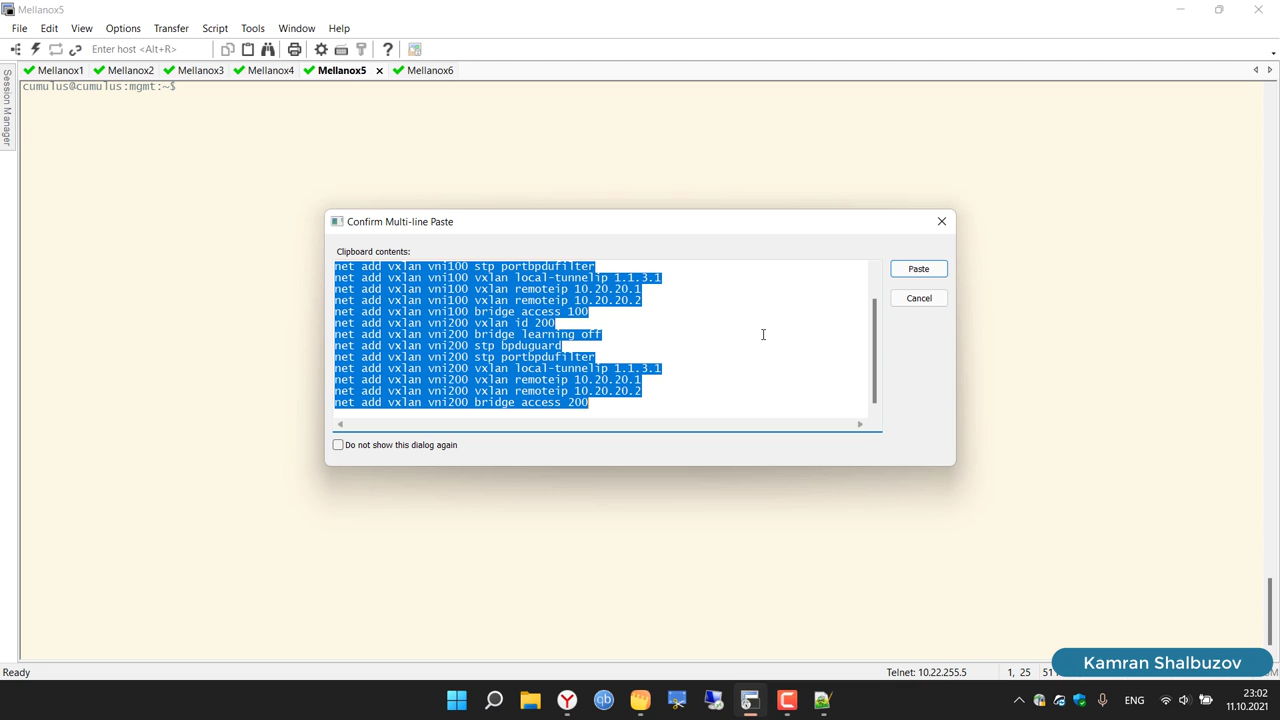 Mellanox5
File Edit View Options Transfer Script Tools Window Help
Enter host <Alt+R>
Session Manager
Mellanox1 Mellanox2 Mellanox3 Mellanox4 Mellanox5 Mellanox6
cumulus@cumulus:mgmt:~$
Confirm Multi-line Paste
Clipboard contents:
net add vxlan vni100 stp portbpdufilter
net add vxlan vni100 vxlan local-tunnelip 1.1.3.1
net add vxlan vni100 vxlan remoteip 10.20.20.1
net add vxlan vni100 vxlan remoteip 10.20.20.2
net add vxlan vni100 bridge access 100
net add vxlan vni200 vxlan id 200
net add vxlan vni200 bridge learning off
net add vxlan vni200 stp bpduguard
net add vxlan vni200 stp portbpdufilter
net add vxlan vni200 vxlan local-tunnelip 1.1.3.1
net add vxlan vni200 vxlan remoteip 10.20.20.1
net add vxlan vni200 vxlan remoteip 10.20.20.2
net add vxlan vni200 bridge access 200
Paste
Cancel
Do not show this dialog again
Ready
Telnet: 10.22.255.5
1, 25
Kamran Shalbuzov
ENG
23:02
11.10.2021